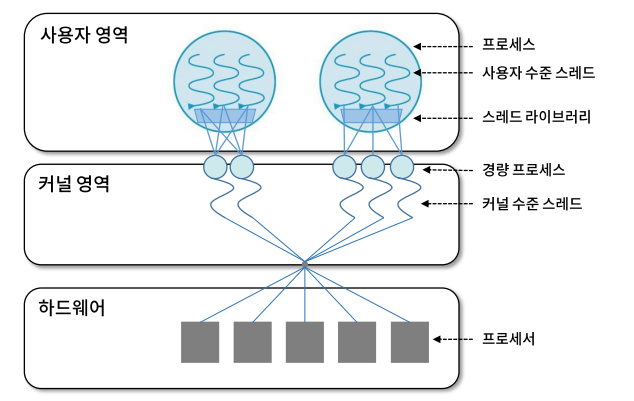 사용자 영역
프로세스
사용자 수준 스레드
스레드 라이브러리
커널 영역
경량 프로세스
커널 수준 스레드
하드웨어
프로세서